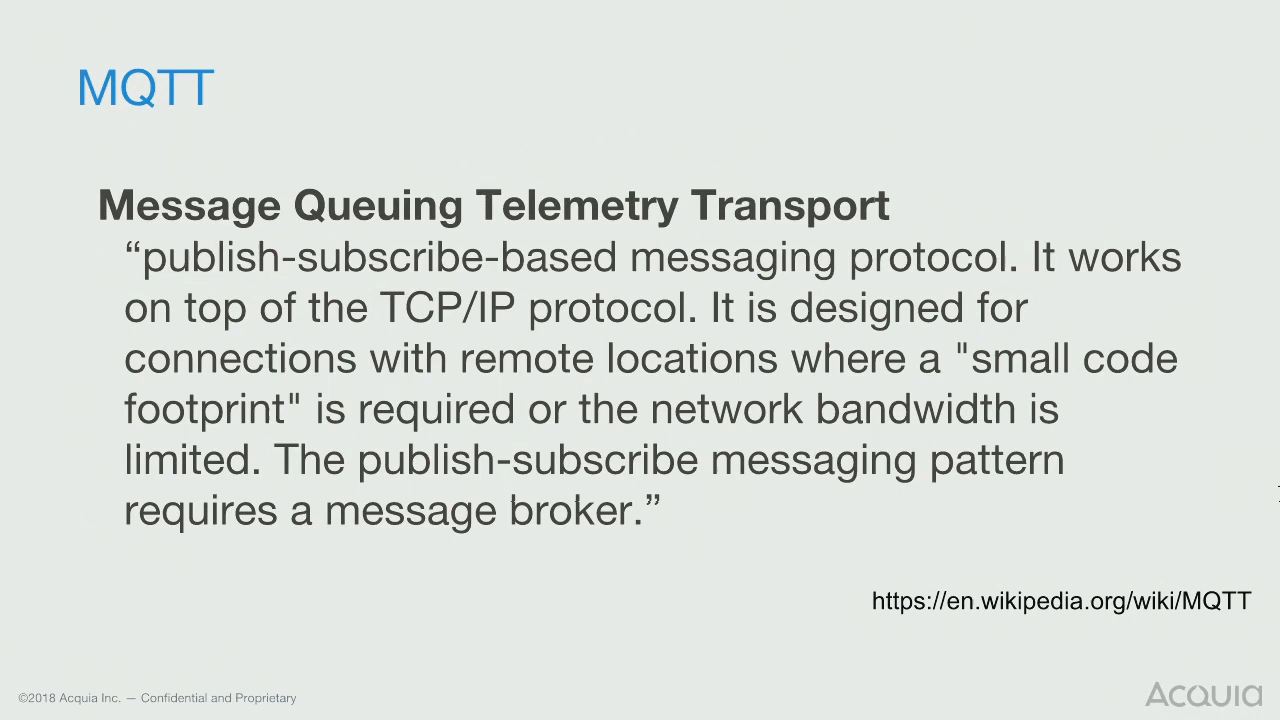 MQTT
Message Queuing Telemetry Transport
“publish-subscribe-based messaging protocol. It works
on top of the TCP/IP protocol. It is designed for
connections with remote locations where a "small code
footprint" is required or the network bandwidth is
limited. The publish-subscribe messaging pattern
requires a message broker.”
https://en.wikipedia.org/wiki/MQTT
©2018 Acquia Inc. — Confidential and Proprietary
Acquia